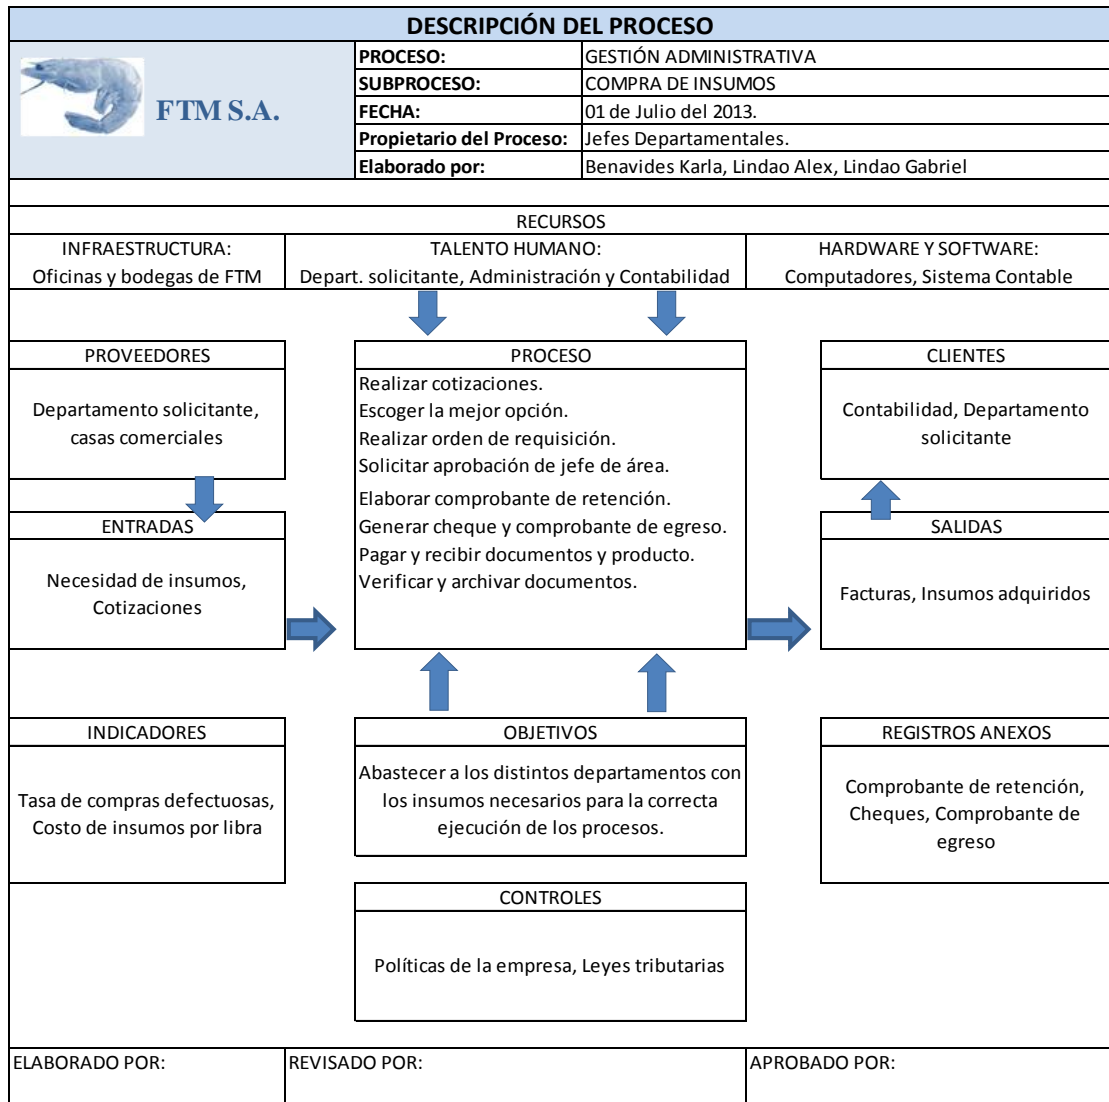 DESCRIPCIÓN DEL PROCESO
FTM S.A.
PROCESO: GESTIÓN ADMINISTRATIVA
SUBPROCESO: COMPRA DE INSUMOS
FECHA: 01 de Julio del 2013.
Propietario del Proceso: Jefes Departamentales.
Elaborado por: Benavides Karla, Lindao Alex, Lindao Gabriel
RECURSOS
INFRAESTRUCTURA:
Oficinas y bodegas de FTM
TALENTO HUMANO:
Depart. solicitante, Administración y Contabilidad
HARDWARE Y SOFTWARE:
Computadores, Sistema Contable
PROVEEDORES
Departamento solicitante,
casas comerciales
ENTRADAS
Necesidad de insumos,
Cotizaciones
PROCESO
Realizar cotizaciones.
Escoger la mejor opción.
Realizar orden de requisición.
Solicitar aprobación de jefe de área.
Elaborar comprobante de retención.
Generar cheque y comprobante de egreso.
Pagar y recibir documentos y producto.
Verificar y archivar documentos.
CLIENTES
Contabilidad, Departamento
solicitante
SALIDAS
Facturas, Insumos adquiridos
INDICADORES
Tasa de compras defectuosas,
Costo de insumos por libra
OBJETIVOS
Abastecer a los distintos departamentos con
los insumos necesarios para la correcta
ejecución de los procesos.
REGISTROS ANEXOS
Comprobante de retención,
Cheques, Comprobante de
egreso
CONTROLES
Políticas de la empresa, Leyes tributarias
ELABORADO POR:
REVISADO POR:
APROBADO POR: